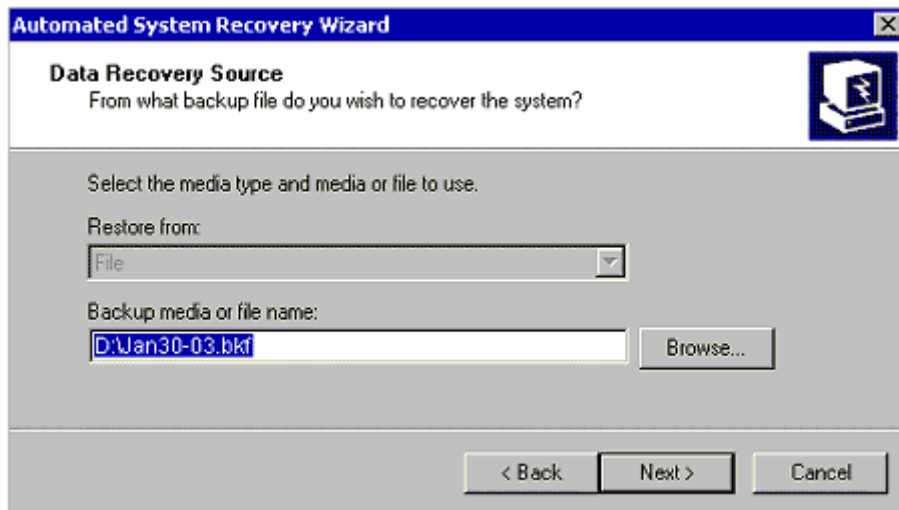 Automated System Recovery Wizard
Data Recovery Source
From what backup file do you wish to recover the system?
Select the media type and media or file to use.
Restore from:
File
Backup media or file name:
D:\Jan30-03.bkf
Browse...
< Back
Next >
Cancel